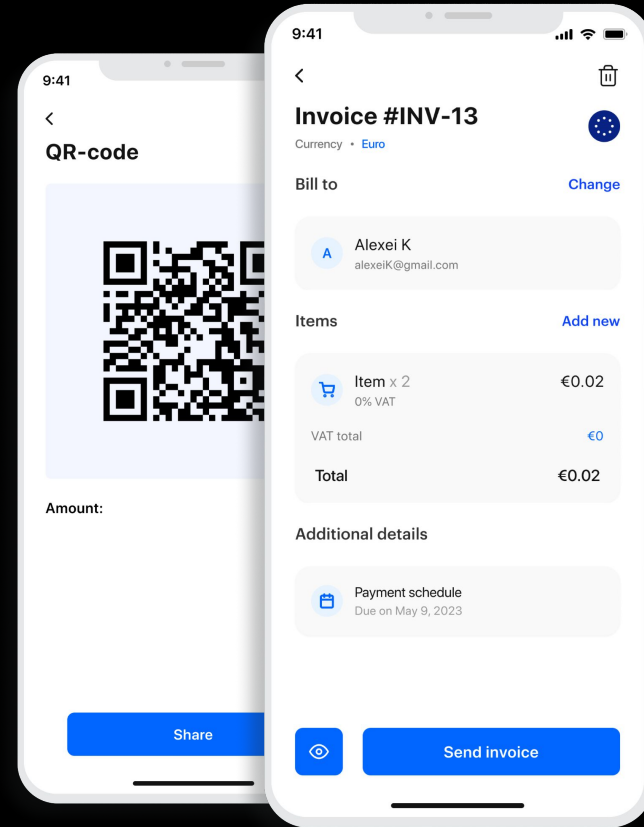 9:41
QR-code
Amount:
Share
9:41
Invoice #INV-13
Currency • Euro
Bill to
Change
A
Alexei K
alexeiK@gmail.com
Items
Add new
Item x 2
€0.02
0% VAT
VAT total
€0
Total
€0.02
Additional details
Payment schedule
Due on May 9, 2023
Send invoice